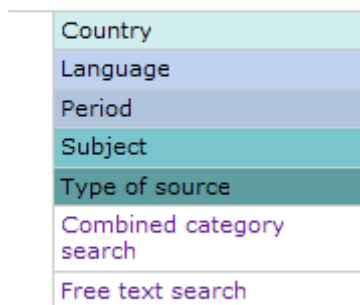 Country
Language
Period
Subject
Type of source
Combined category
search
Free text search